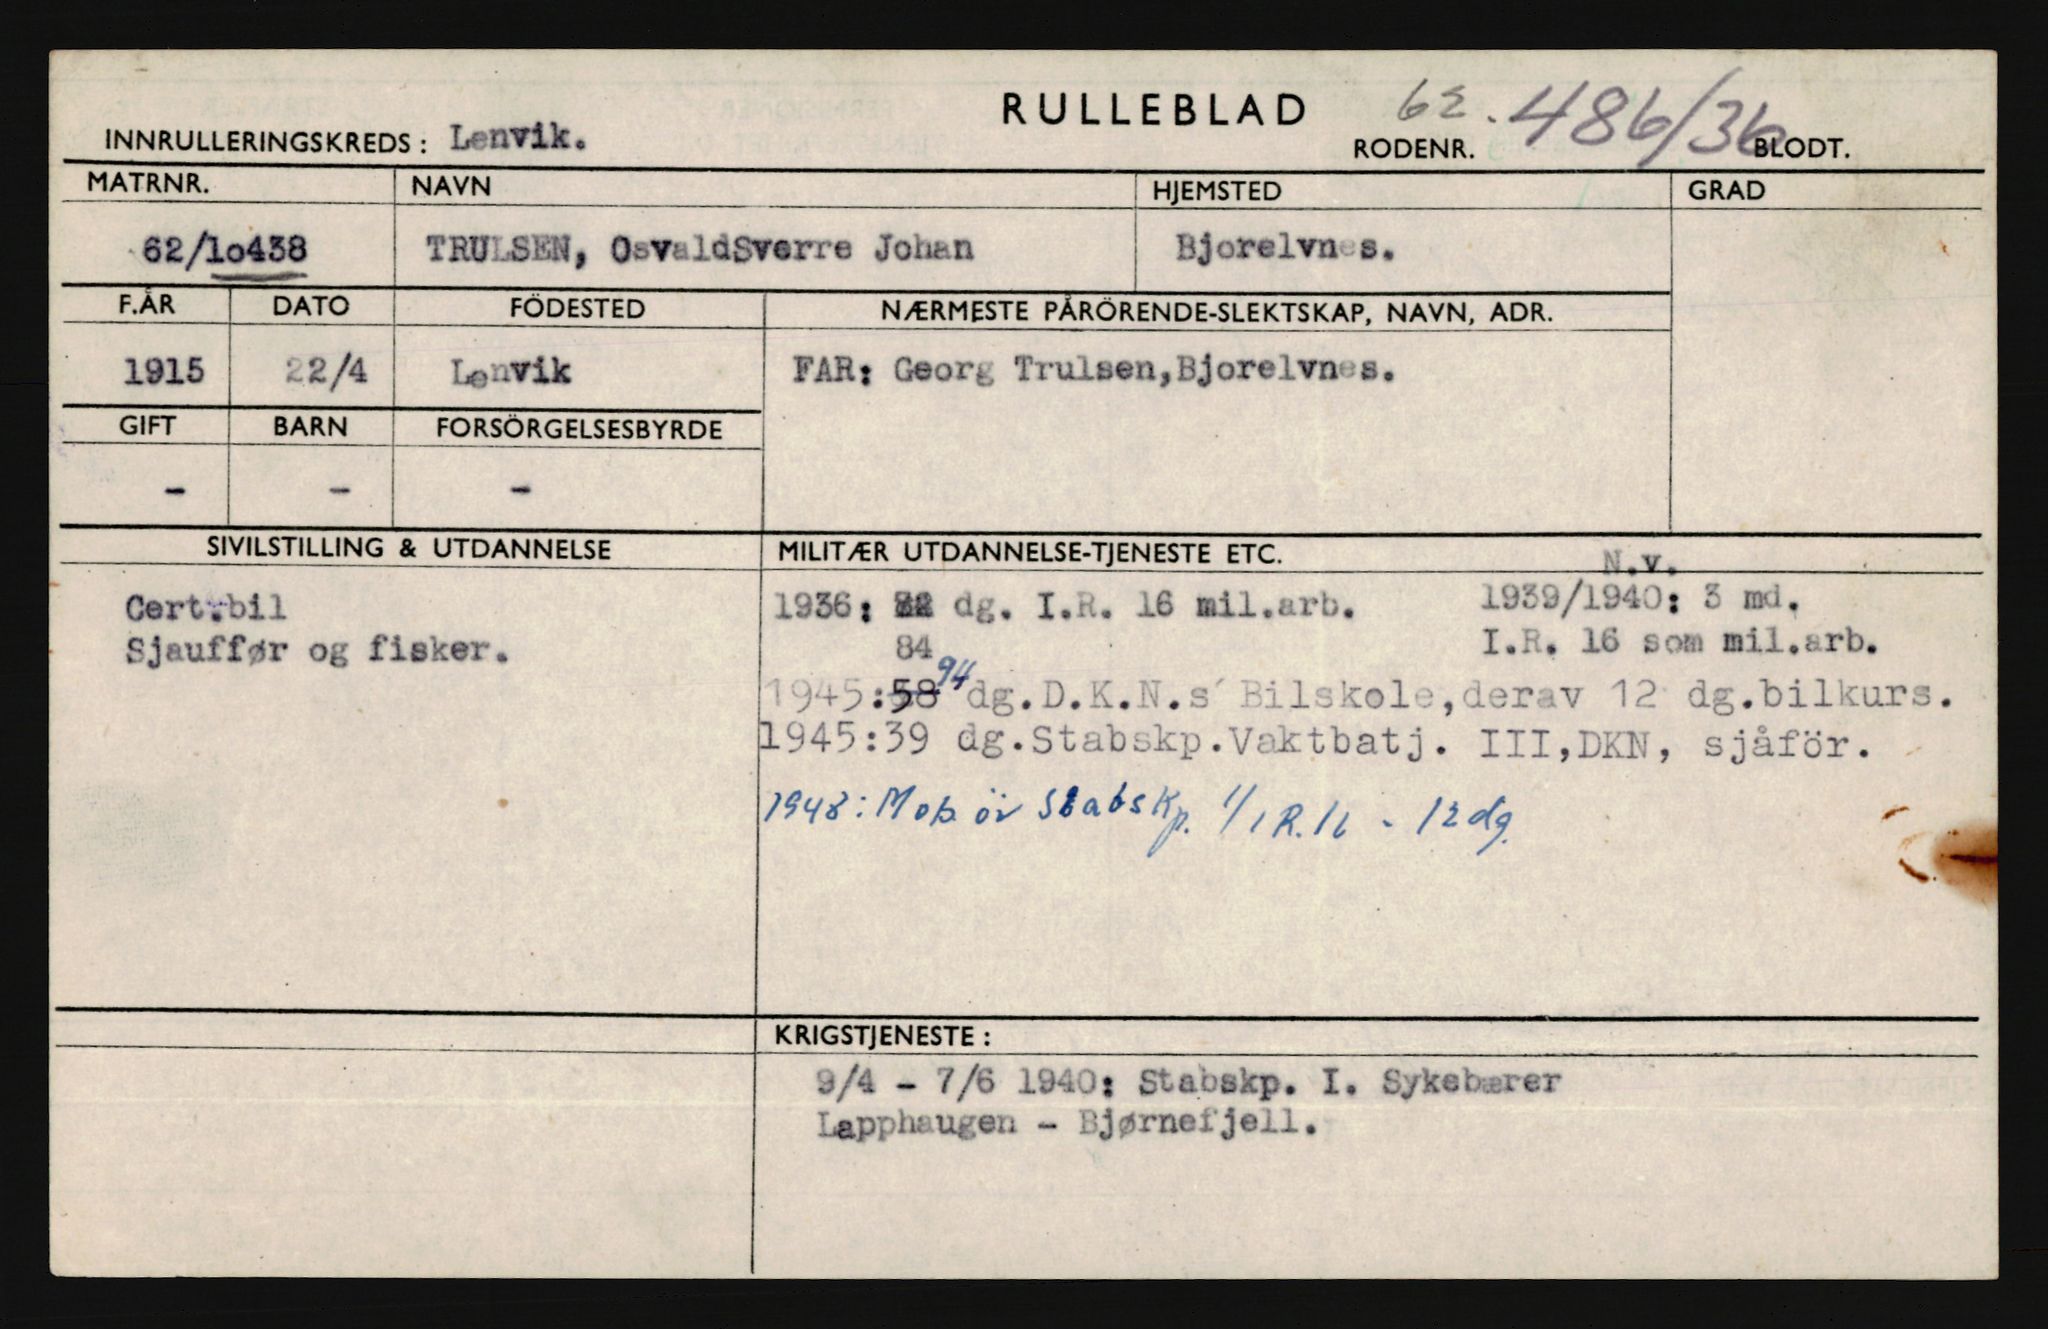 RULLEBLAD
INNRULLERINGSKREDS: Lenvik.
RODENR. 62. 486/36 BLODT.
MATRNR. NAVN HJEMSTED GRAD
62/1o438 TRULSEN, OsvaldSverre Johan Bjorelvnes.
F.ÅR DATO FÖDESTED NÆRMESTE PÅRÖRENDE-SLEKTSKAP, NAVN, ADR.
1915 22/4 Lenvik FAR: Georg Trulsen,Bjorelvnes.
GIFT BARN FORSÖRGELSESBYRDE
- - -
SIVILSTILLING & UTDANNELSE MILITÆR UTDANNELSE-TJENESTE ETC.
N.v.
Cert.bil 1936: dg. I.R. 16 mil.arb. 1939/1940: 3 md.
Sjauffør og fisker. 84 I.R. 16 som mil.arb.
94
1945:58 dg.D.K.N.s´ Bilskole,derav 12 dg.bilkurs.
1945:39 dg.Stabskp.Vaktbatj. III,DKN, sjåför.
1948: Mob. öv Stabskp. I/IR.16 - 12 dg.
KRIGSTJENESTE:
9/4 - 7/6 1940: Stabskp. I. Sykebærer
Lapphaugen - Bjørnefjell.